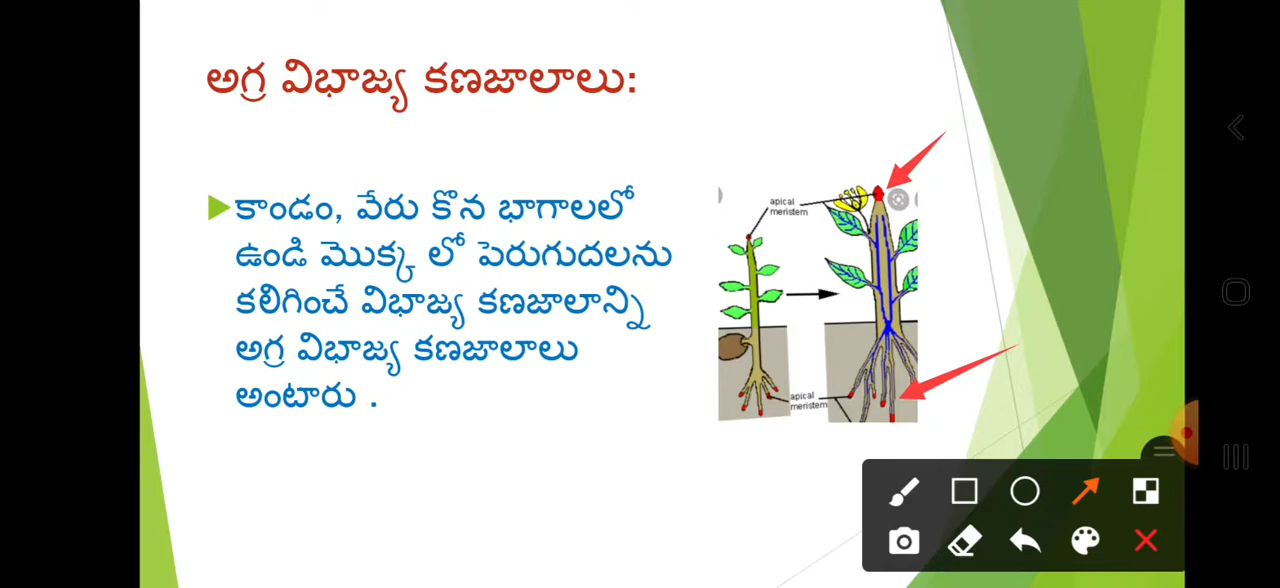 అగ్ర విభాజ్య కణజాలాలు:
కాండం, వేరు కొన భాగాలలో
ఉండి మొక్క లో పెరుగుదలను
కలిగించే విభాజ్య కణజాలాన్ని
అగ్ర విభాజ్య కణజాలాలు
అంటారు .
apical
meristem
apical
meristem